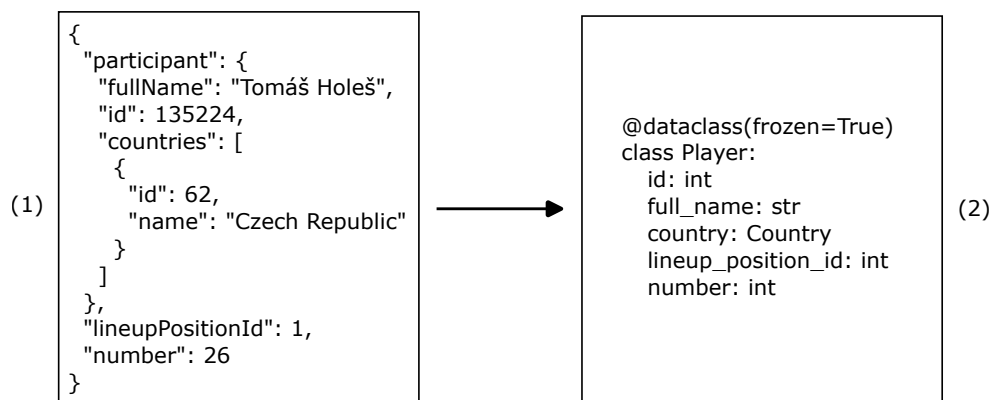 (1)
{
"participant": {
"fullName": "Tomáš Holeš",
"id": 135224,
"countries": [
{
"id": 62,
"name": "Czech Republic"
}
]
},
"lineupPositionId": 1,
"number": 26
}
@dataclass(frozen=True)
class Player:
id: int
full_name: str
country: Country
lineup_position_id: int
number: int
(2)